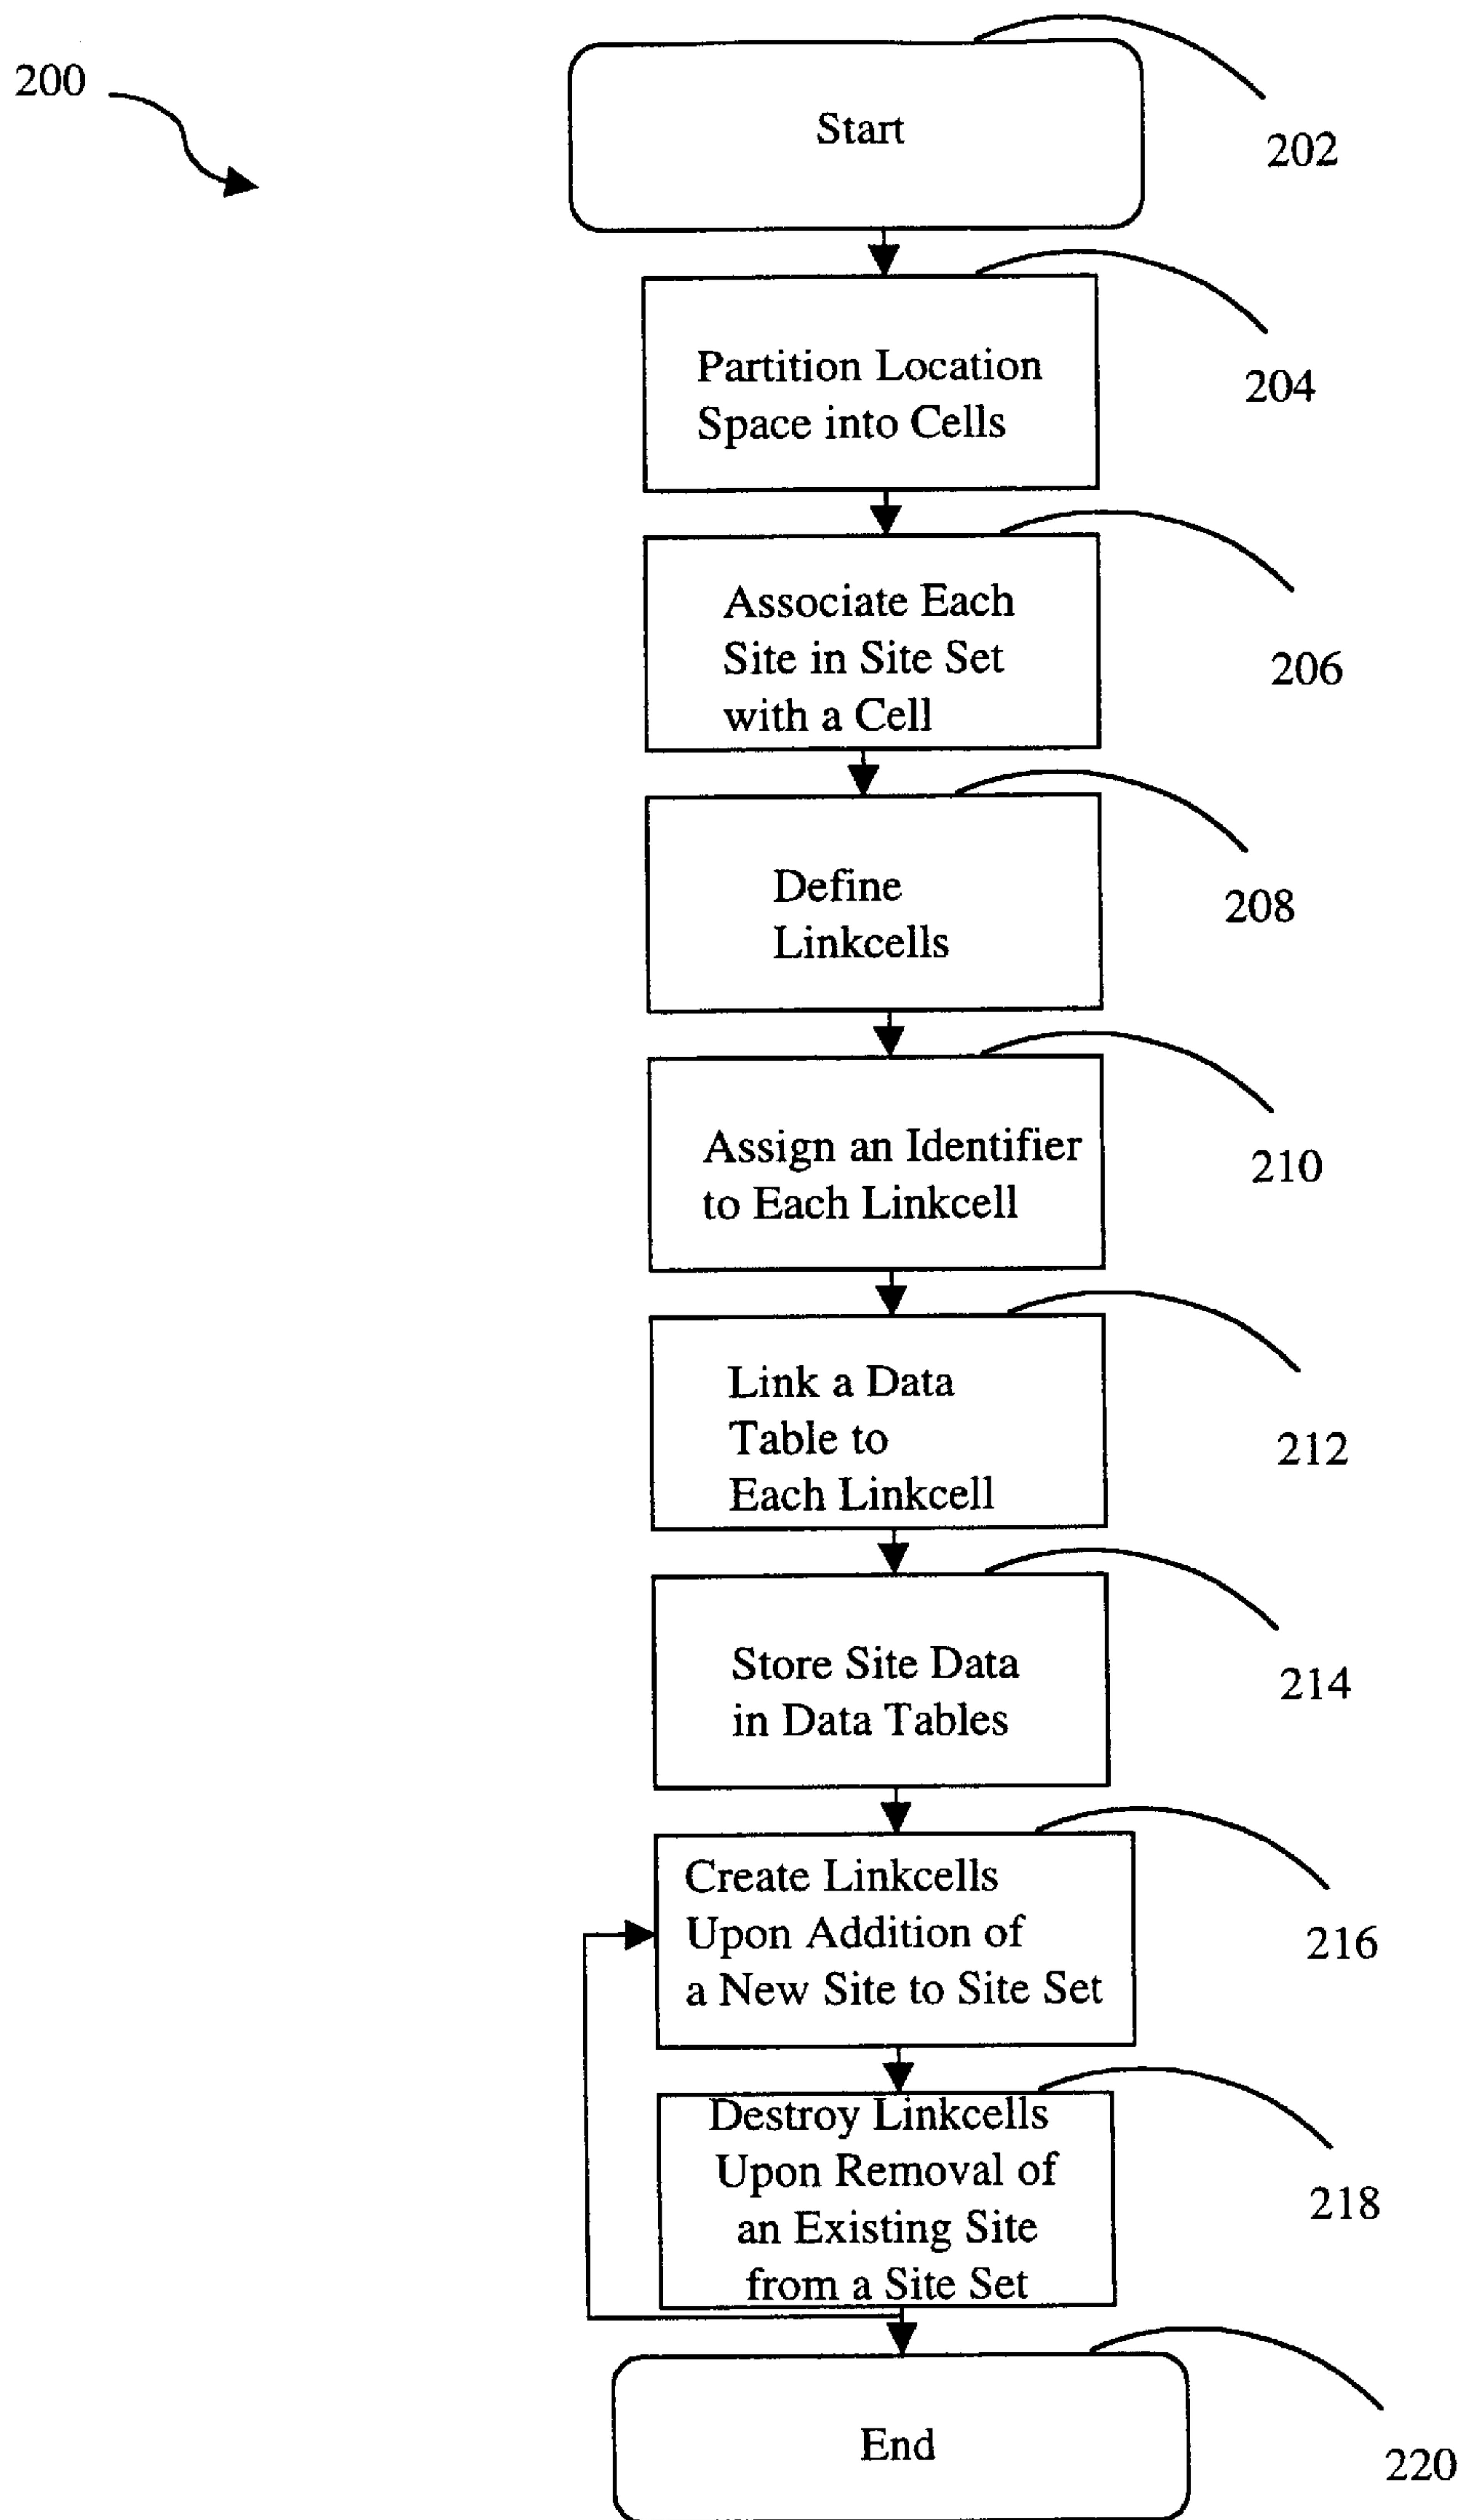 200
Start
202
Partition Location
Space into Cells
204
Associate Each
Site in Site Set
with a Cell
206
Define
Linkcells
208
Assign an Identifier
to Each Linkcell
210
Link a Data
Table to
Each Linkcell
212
Store Site Data
in Data Tables
214
Create Linkcells
Upon Addition of
a New Site to Site Set
216
Destroy Linkcells
Upon Removal of
an Existing Site
from a Site Set
218
End
220